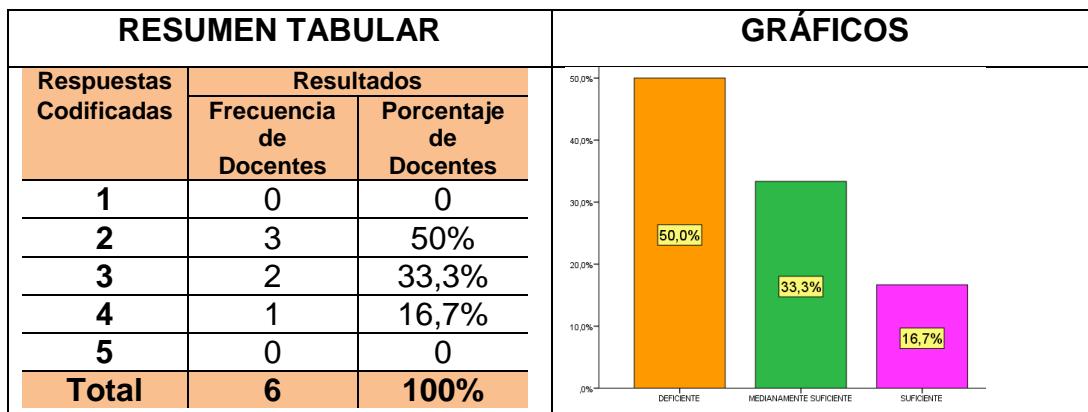 RESUMEN TABULAR
GRÁFICOS
Respuestas Codificadas
Resultados
Frecuencia de Docentes
Porcentaje de Docentes
1 0 0
2 3 50%
3 2 33,3%
4 1 16,7%
5 0 0
Total 6 100%
50,0%
40,0%
30,0%
20,0%
10,0%
,0%
50,0%
33,3%
16,7%
DEFICIENTE
MEDIANAMENTE SUFICIENTE
SUFICIENTE